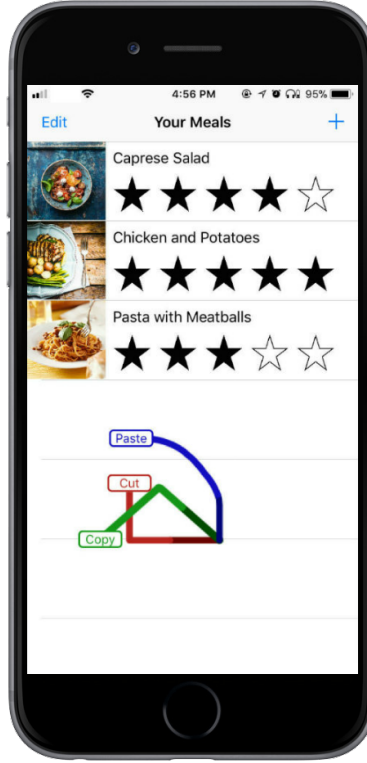 4:56 PM 95%
Edit Your Meals +
Caprese Salad
Chicken and Potatoes
Pasta with Meatballs
Paste
Cut
Copy